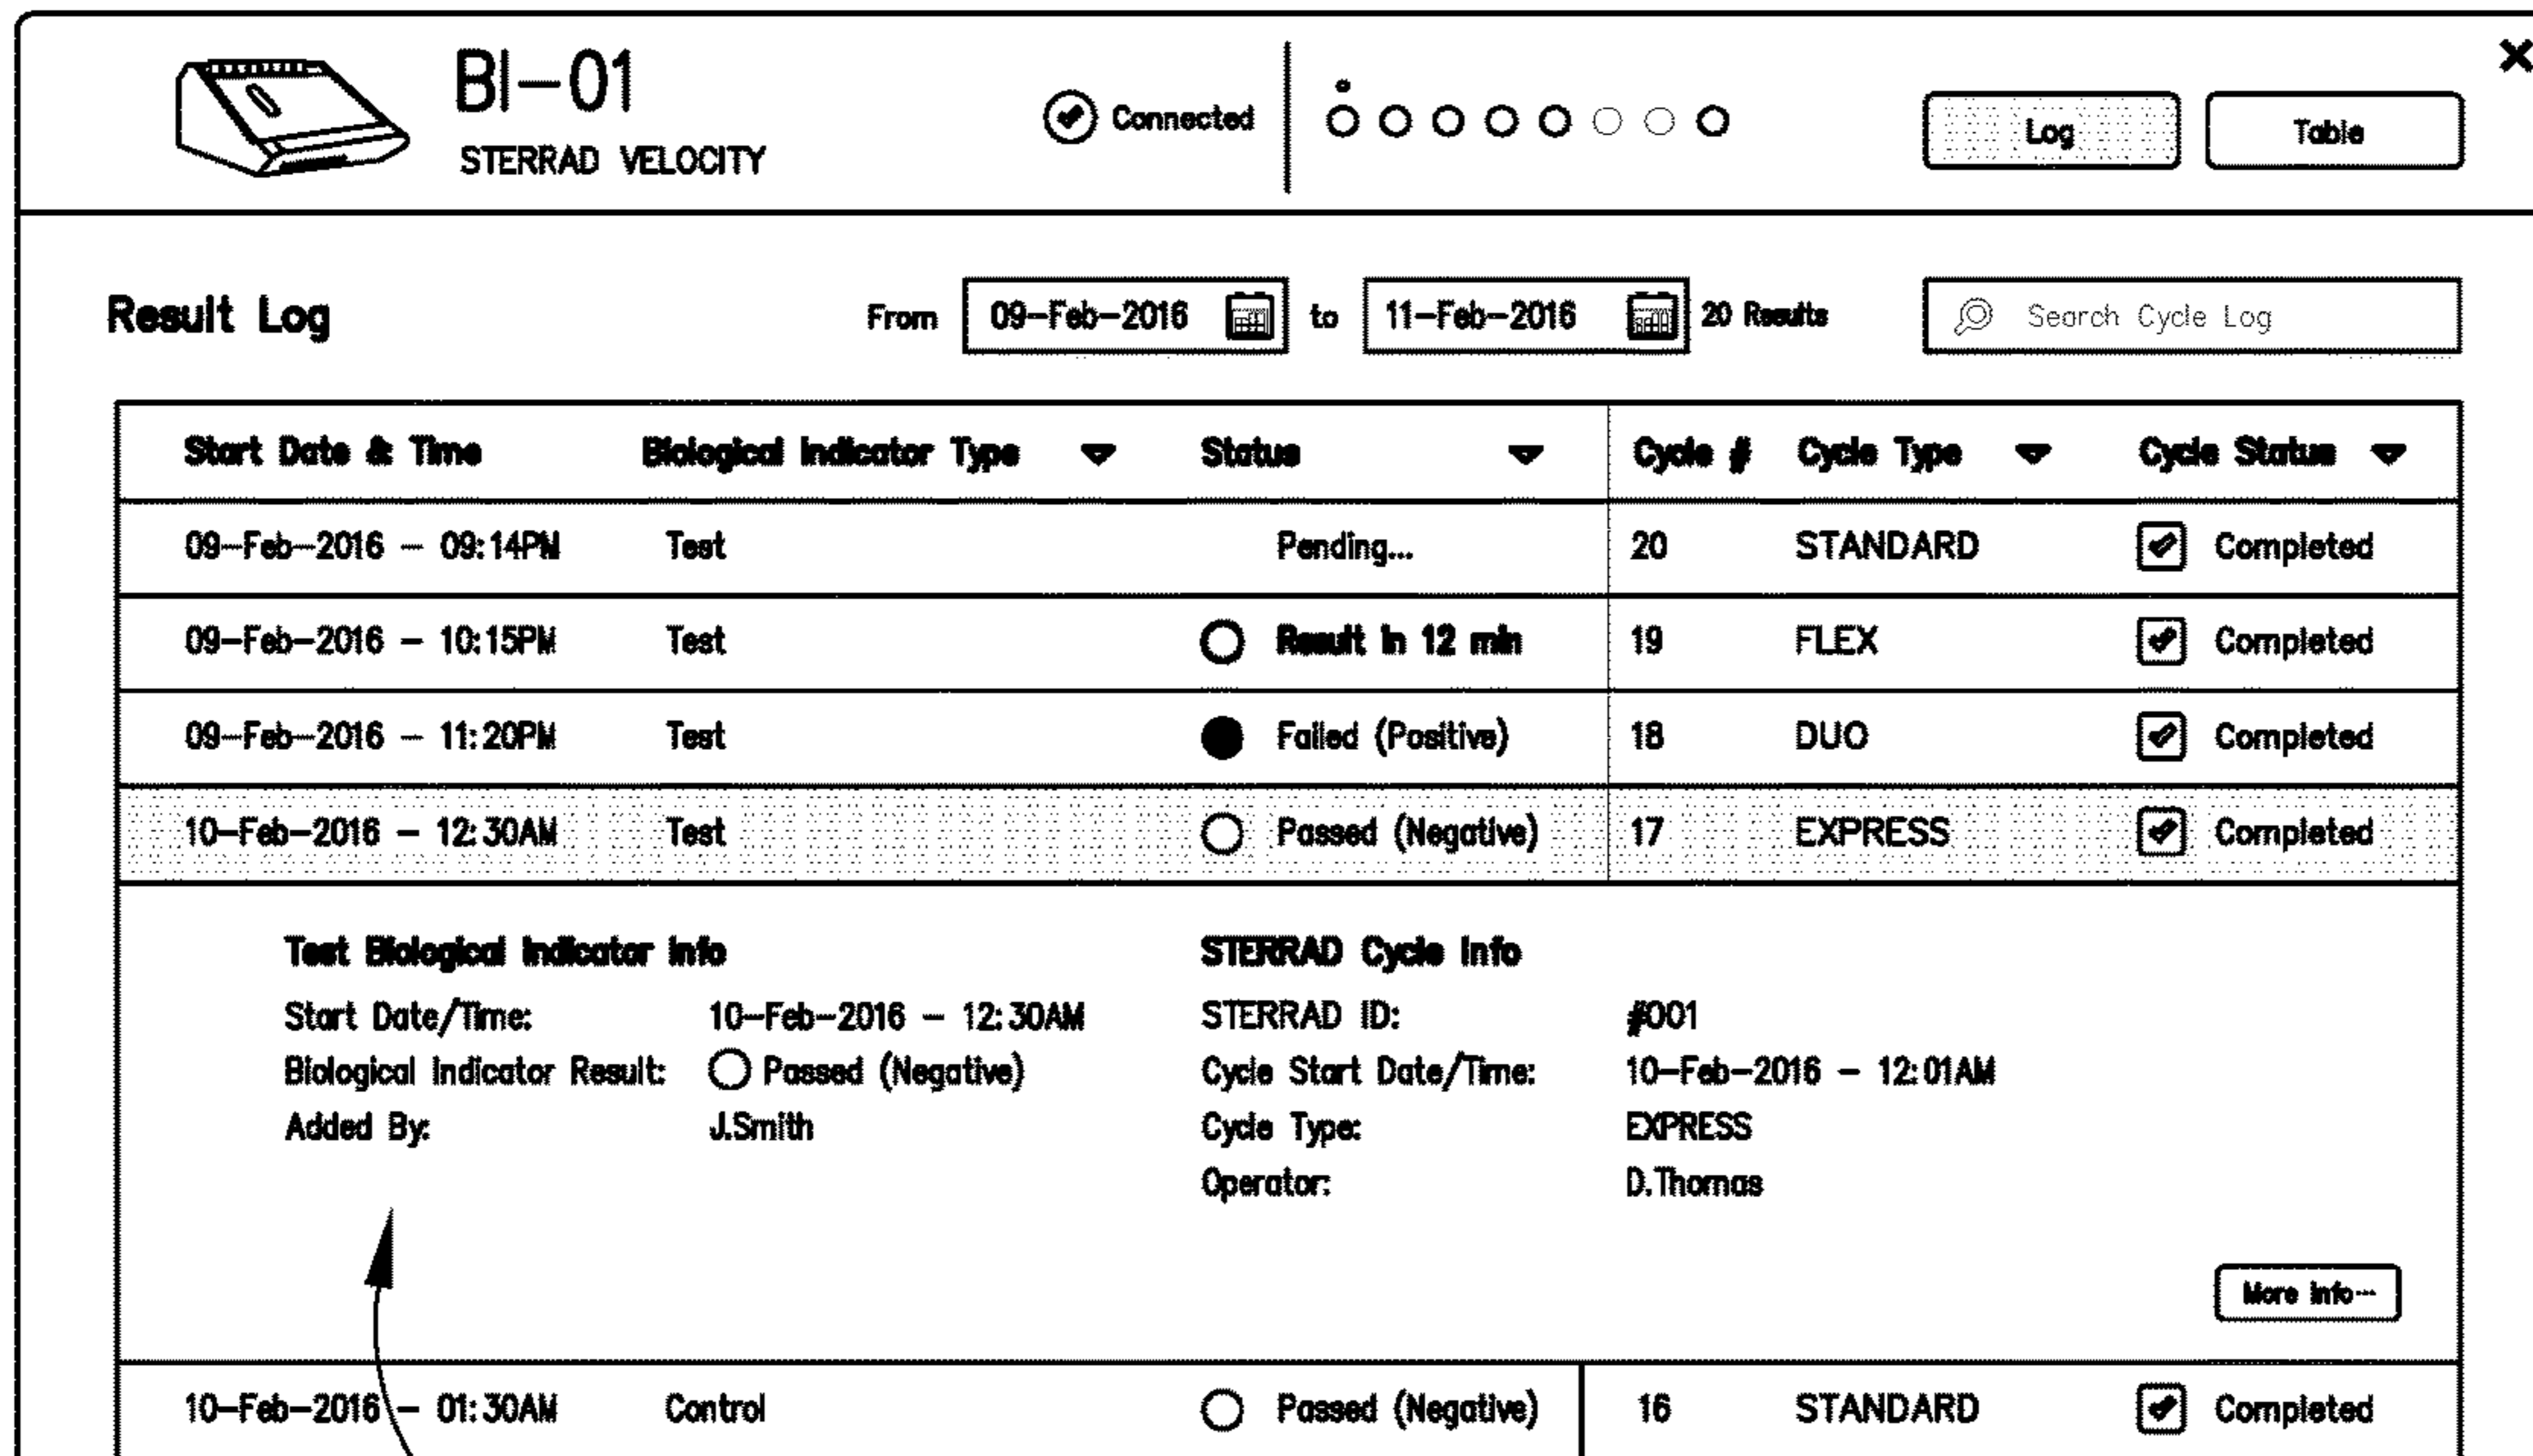 BI-01
STERRAD VELOCITY
Connected
Log
Table
Result Log
From 09-Feb-2016 to 11-Feb-2016 20 Results
Search Cycle Log
Start Date & Time Biological Indicator Type Status Cycle # Cycle Type Cycle Status
09-Feb-2016 - 09:14PM Test Pending... 20 STANDARD Completed
09-Feb-2016 - 10:15PM Test Result in 12 min 19 FLEX Completed
09-Feb-2016 - 11:20PM Test Failed (Positive) 18 DUO Completed
10-Feb-2016 - 12:30AM Test Passed (Negative) 17 EXPRESS Completed
Test Biological Indicator Info
Start Date/Time: 10-Feb-2016 - 12:30AM
Biological Indicator Result: Passed (Negative)
Added By: J.Smith
STERRAD Cycle Info
STERRAD ID: #001
Cycle Start Date/Time: 10-Feb-2016 - 12:01AM
Cycle Type: EXPRESS
Operator: D.Thomas
More Info...
10-Feb-2016 - 01:30AM Control Passed (Negative) 16 STANDARD Completed